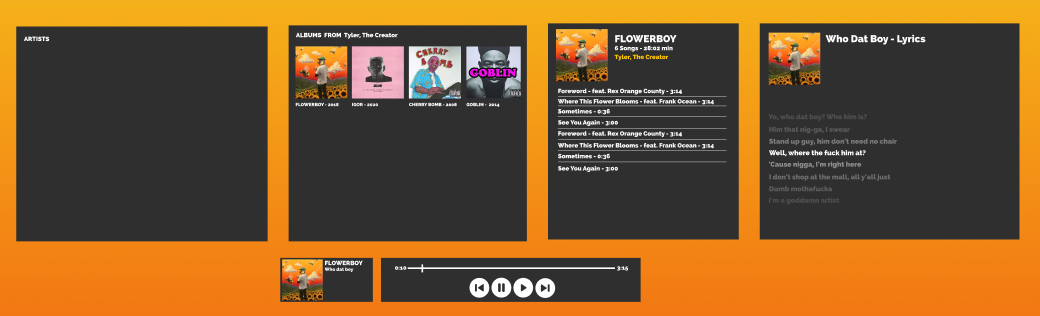 ARTISTS
ALBUMS FROM Tyler, The Creator
CHERRY BOMB
GOBLIN
FLOWERBOY - 2018
IGOR - 2020
CHERRY BOMB - 2008
GOBLIN - 2014
FLOWERBOY
6 Songs - 28:02 min
Tyler, The Creator
Foreword - feat. Rex Orange County - 3:14
Where This Flower Blooms - feat. Frank Ocean - 3:14
Sometimes - 0:36
See You Again - 3:00
Foreword - feat. Rex Orange County - 3:14
Where This Flower Blooms - feat. Frank Ocean - 3:14
Sometimes - 0:36
See You Again - 3:00
Who Dat Boy - Lyrics
Yo, who dat boy? Who him is?
Him that nig-ga, I swear
Stand up guy, him don't need no chair
Well, where the fuck him at?
'Cause nigga, I'm right here
I don't shop at the mall, all y'all just
Dumb mothafucka
I'm a goddamn artist
FLOWERBOY
Who dat boy
0:10
3:15